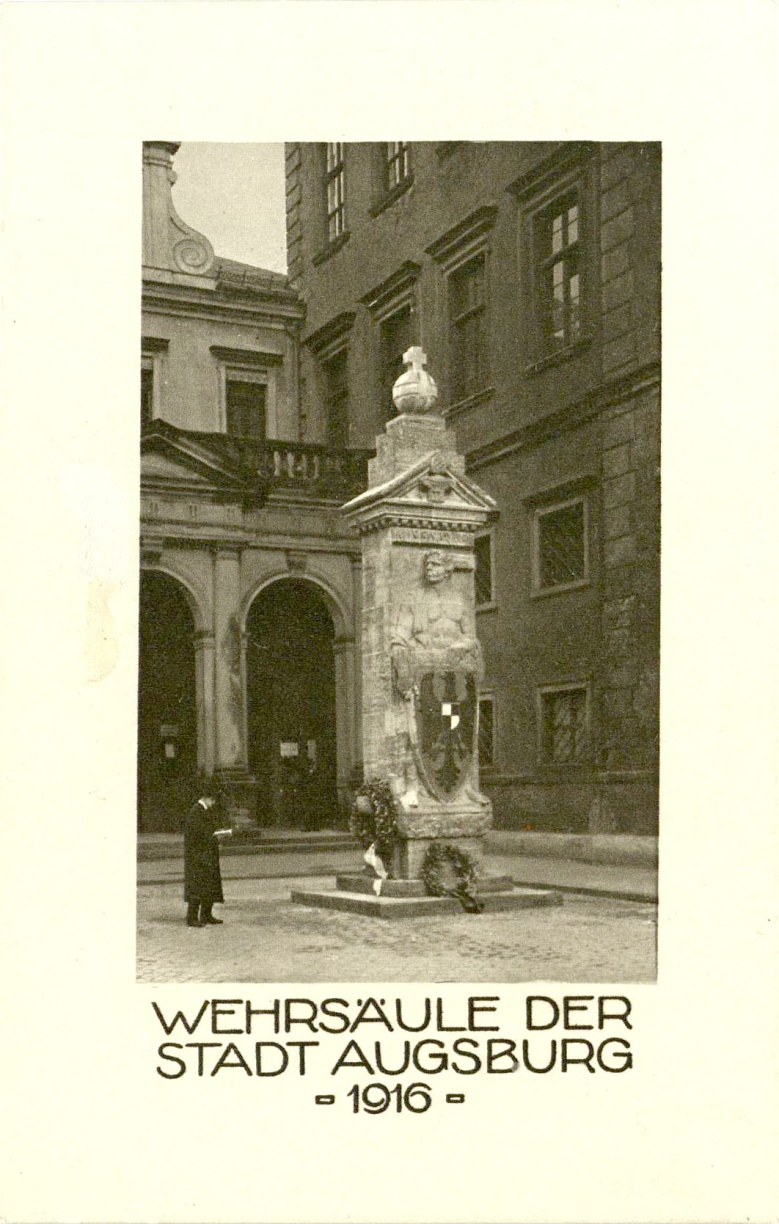 WEHRSÄULE DER
STADT AUGSBURG
- 1916 -